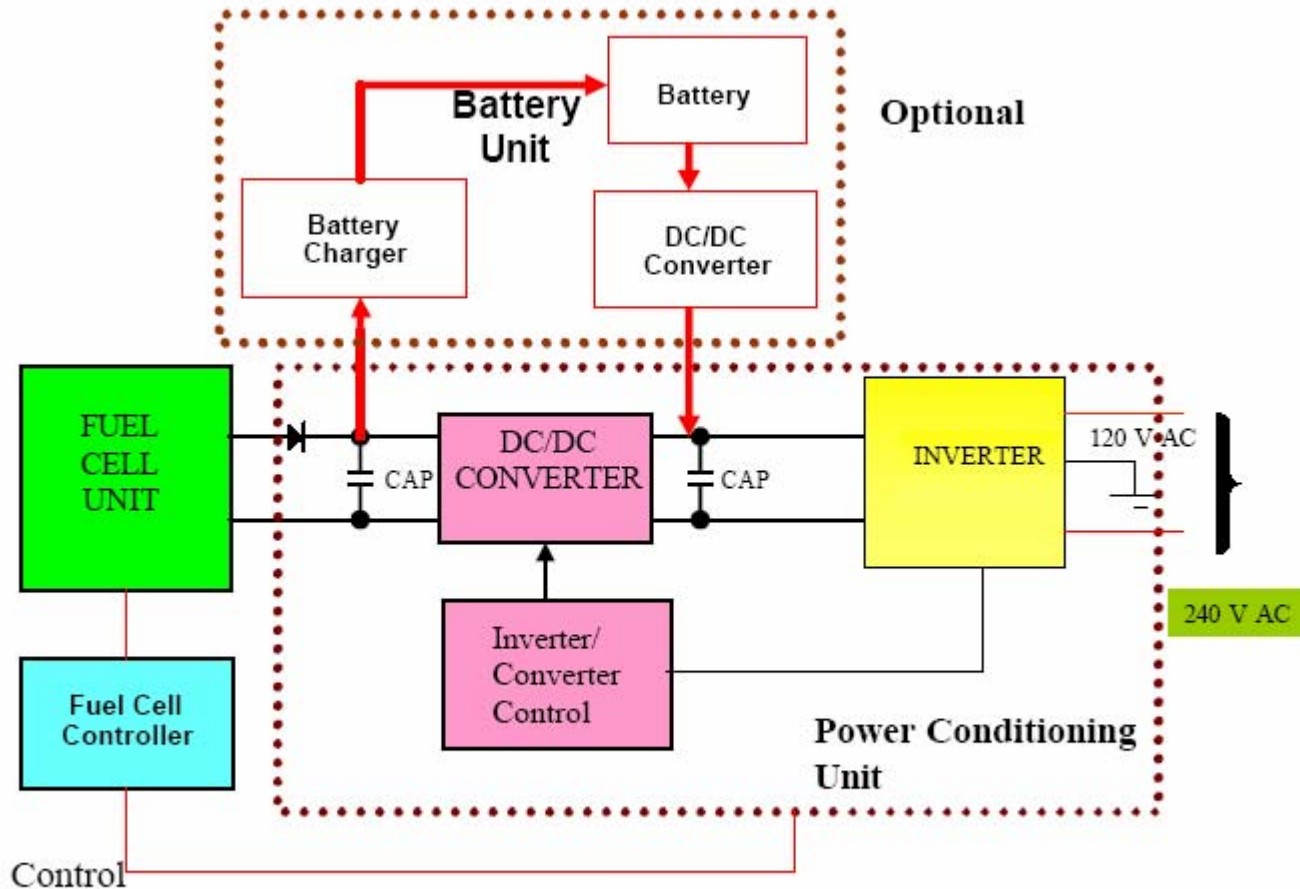 Battery
Optional
Battery
Unit
Battery
Charger
DC/DC
Converter
FUEL
CELL
UNIT
DC/DC
CONVERTER
CAP
CAP
INVERTER
120 V AC
240 V AC
Inverter/
Converter
Control
Fuel Cell
Controller
Power Conditioning
Unit
Control